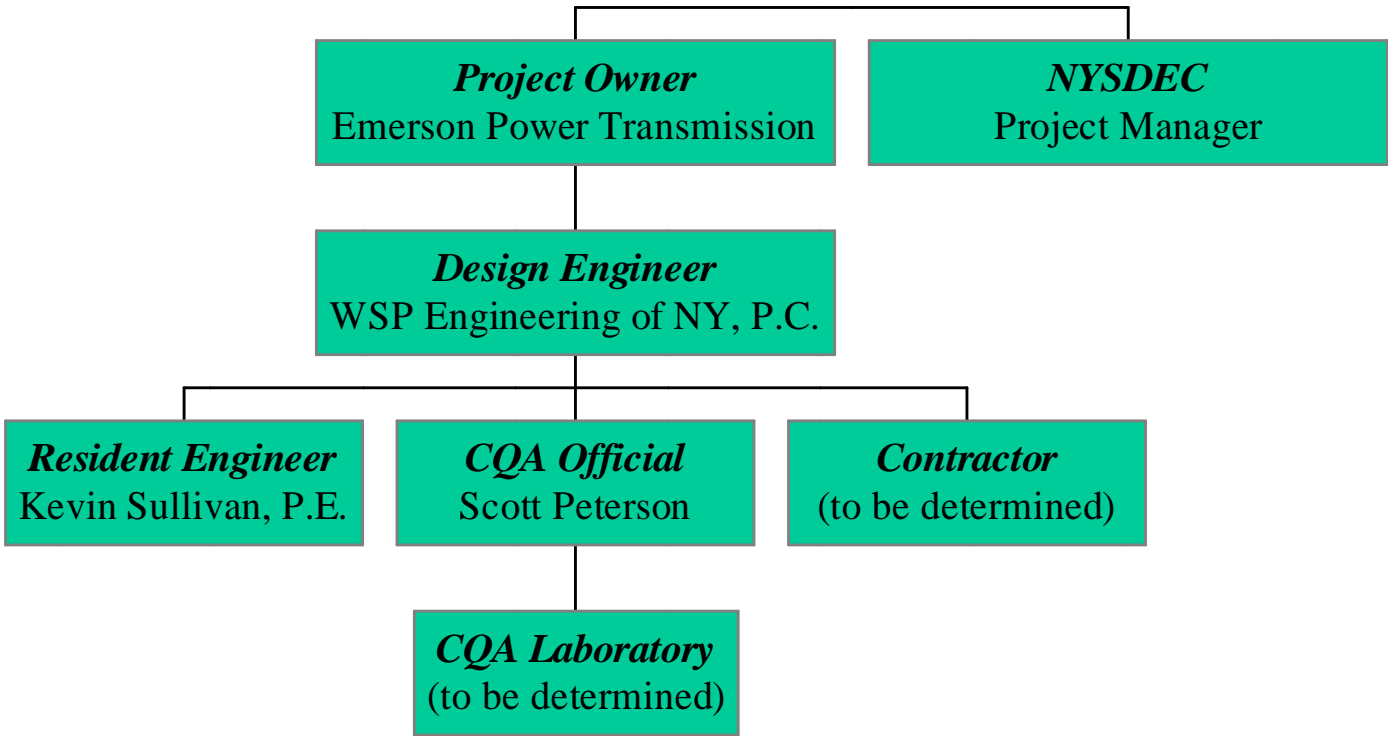 Project Owner
Emerson Power Transmission
NYSDEC
Project Manager
Design Engineer
WSP Engineering of NY, P.C.
Resident Engineer
Kevin Sullivan, P.E.
CQA Official
Scott Peterson
Contractor
(to be determined)
CQA Laboratory
(to be determined)